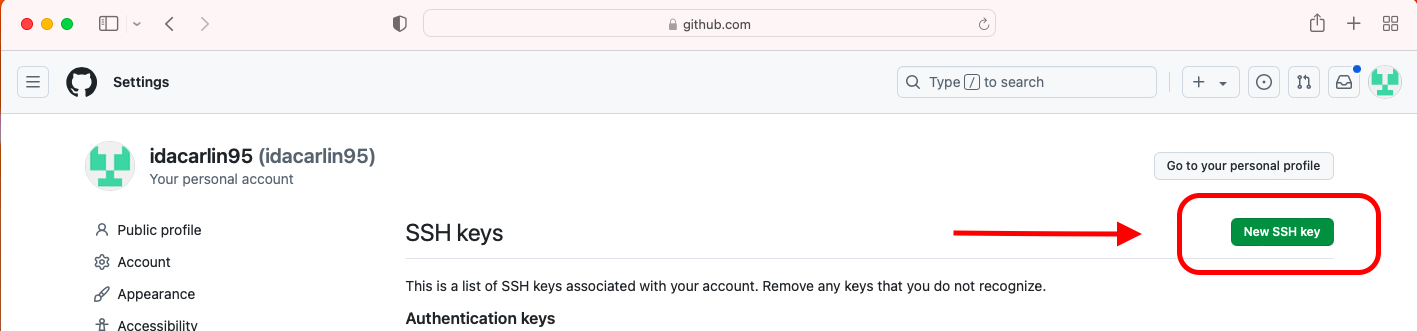 github.com
Settings
Type / to search
idacarlin95 (idacarlin95)
Your personal account
Go to your personal profile
Public profile
Account
Appearance
Accessibility
SSH keys
New SSH key
This is a list of SSH keys associated with your account. Remove any keys that you do not recognize.
Authentication keys